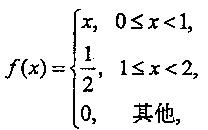 f(x) = { x, 0 ≤ x < 1,
1/2, 1 ≤ x < 2,
0, 其他,